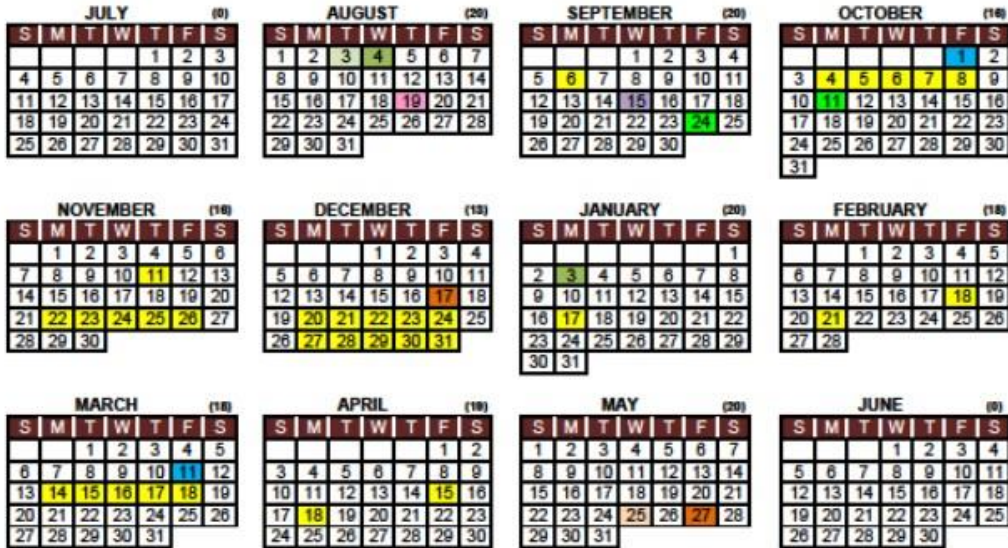 JULY (0)
S M T W T F S
1 2 3
4 5 6 7 8 9 10
11 12 13 14 15 16 17
18 19 20 21 22 23 24
25 26 27 28 29 30 31
AUGUST (20)
S M T W T F S
1 2 3 4 5 6 7
8 9 10 11 12 13 14
15 16 17 18 19 20 21
22 23 24 25 26 27 28
29 30 31
SEPTEMBER (20)
S M T W T F S
1 2 3 4
5 6 7 8 9 10 11
12 13 14 15 16 17 18
19 20 21 22 23 24 25
26 27 28 29 30
OCTOBER (16)
S M T W T F S
1 2
3 4 5 6 7 8 9
10 11 12 13 14 15 16
17 18 19 20 21 22 23
24 25 26 27 28 29 30
31
NOVEMBER (16)
S M T W T F S
1 2 3 4 5 6
7 8 9 10 11 12 13
14 15 16 17 18 19 20
21 22 23 24 25 26 27
28 29 30
DECEMBER (13)
S M T W T F S
1 2 3 4
5 6 7 8 9 10 11
12 13 14 15 16 17 18
19 20 21 22 23 24 25
26 27 28 29 30 31
JANUARY (20)
S M T W T F S
1
2 3 4 5 6 7 8
9 10 11 12 13 14 15
16 17 18 19 20 21 22
23 24 25 26 27 28 29
30 31
FEBRUARY (18)
S M T W T F S
1 2 3 4 5
6 7 8 9 10 11 12
13 14 15 16 17 18 19
20 21 22 23 24 25 26
27 28
MARCH (18)
S M T W T F S
1 2 3 4 5
6 7 8 9 10 11 12
13 14 15 16 17 18 19
20 21 22 23 24 25 26
27 28 29 30 31
APRIL (19)
S M T W T F S
1 2
3 4 5 6 7 8 9
10 11 12 13 14 15 16
17 18 19 20 21 22 23
24 25 26 27 28 29 30
MAY (20)
S M T W T F S
1 2 3 4 5 6 7
8 9 10 11 12 13 14
15 16 17 18 19 20 21
22 23 24 25 26 27 28
29 30 31
JUNE (0)
S M T W T F S
1 2 3 4
5 6 7 8 9 10 11
12 13 14 15 16 17 18
19 20 21 22 23 24 25
26 27 28 29 30